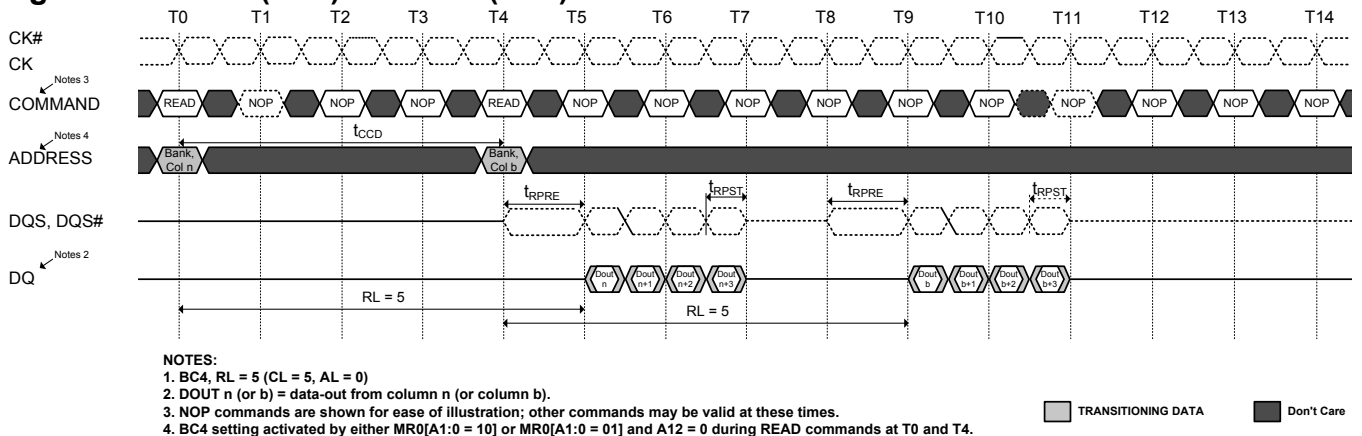 T0 T1 T2 T3 T4 T5 T6 T7 T8 T9 T10 T11 T12 T13 T14
CK#
CK
Notes 3
COMMAND READ NOP NOP NOP READ NOP NOP NOP NOP NOP NOP NOP NOP NOP NOP
tCCD
Notes 4
ADDRESS Bank, Col n Bank, Col b
tRPRE tRPST tRPRE tRPST
DQS, DQS#
Notes 2
DQ Dout n Dout n+1 Dout n+2 Dout n+3 Dout b Dout b+1 Dout b+2 Dout b+3
RL = 5
RL = 5
NOTES:
1. BC4, RL = 5 (CL = 5, AL = 0)
2. DOUT n (or b) = data-out from column n (or column b).
3. NOP commands are shown for ease of illustration; other commands may be valid at these times.
4. BC4 setting activated by either MR0[A1:0 = 10] or MR0[A1:0 = 01] and A12 = 0 during READ commands at T0 and T4.
TRANSITIONING DATA Don't Care